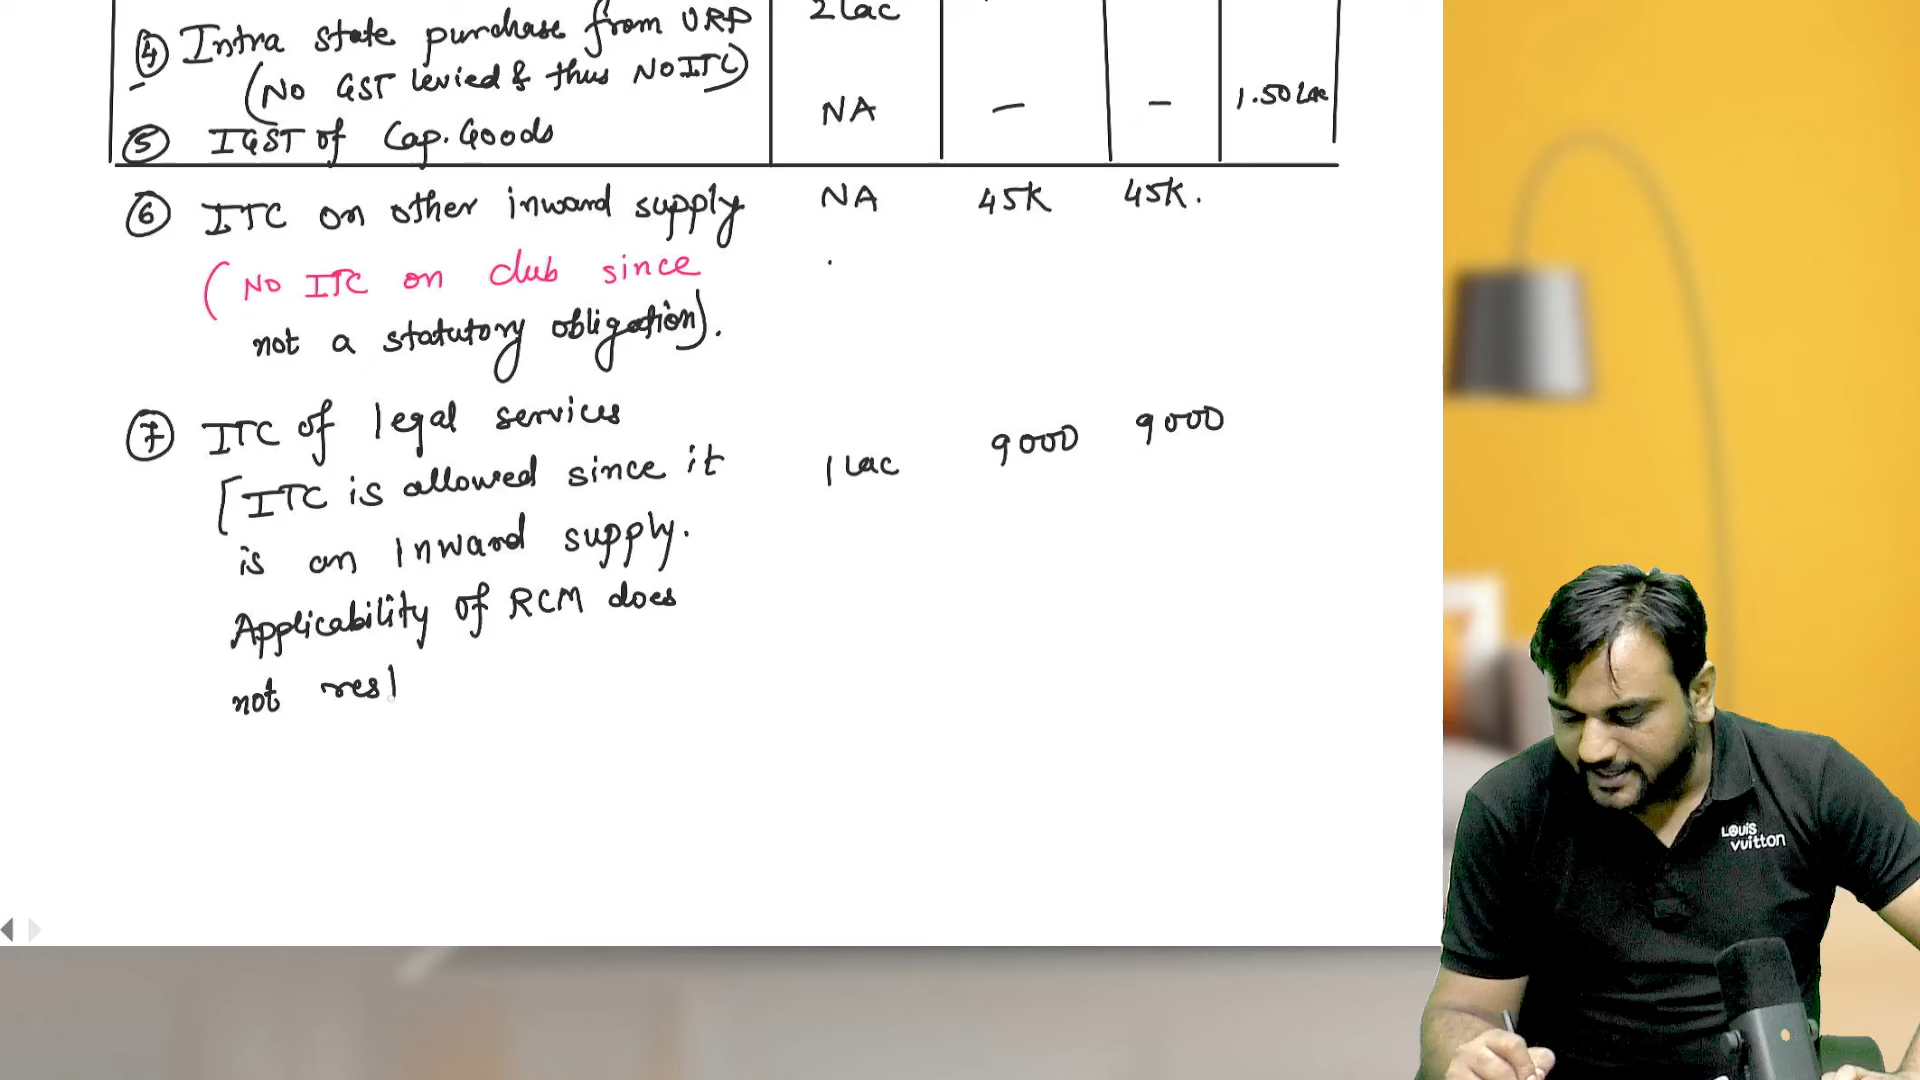 2 Lac
④ Intra state purchase from URP
(No GST levied & thus NO ITC)
⑤ IGST of Cap. Goods NA — — 1.50 Lac
⑥ ITC on other inward supply NA 45K 45K.
(No ITC on club since
not a statutory obligation).
⑦ ITC of legal services
[ITC is allowed since it 1 Lac 9000 9000
is an inward supply.
Applicability of RCM does
not res
Louis
vuitton